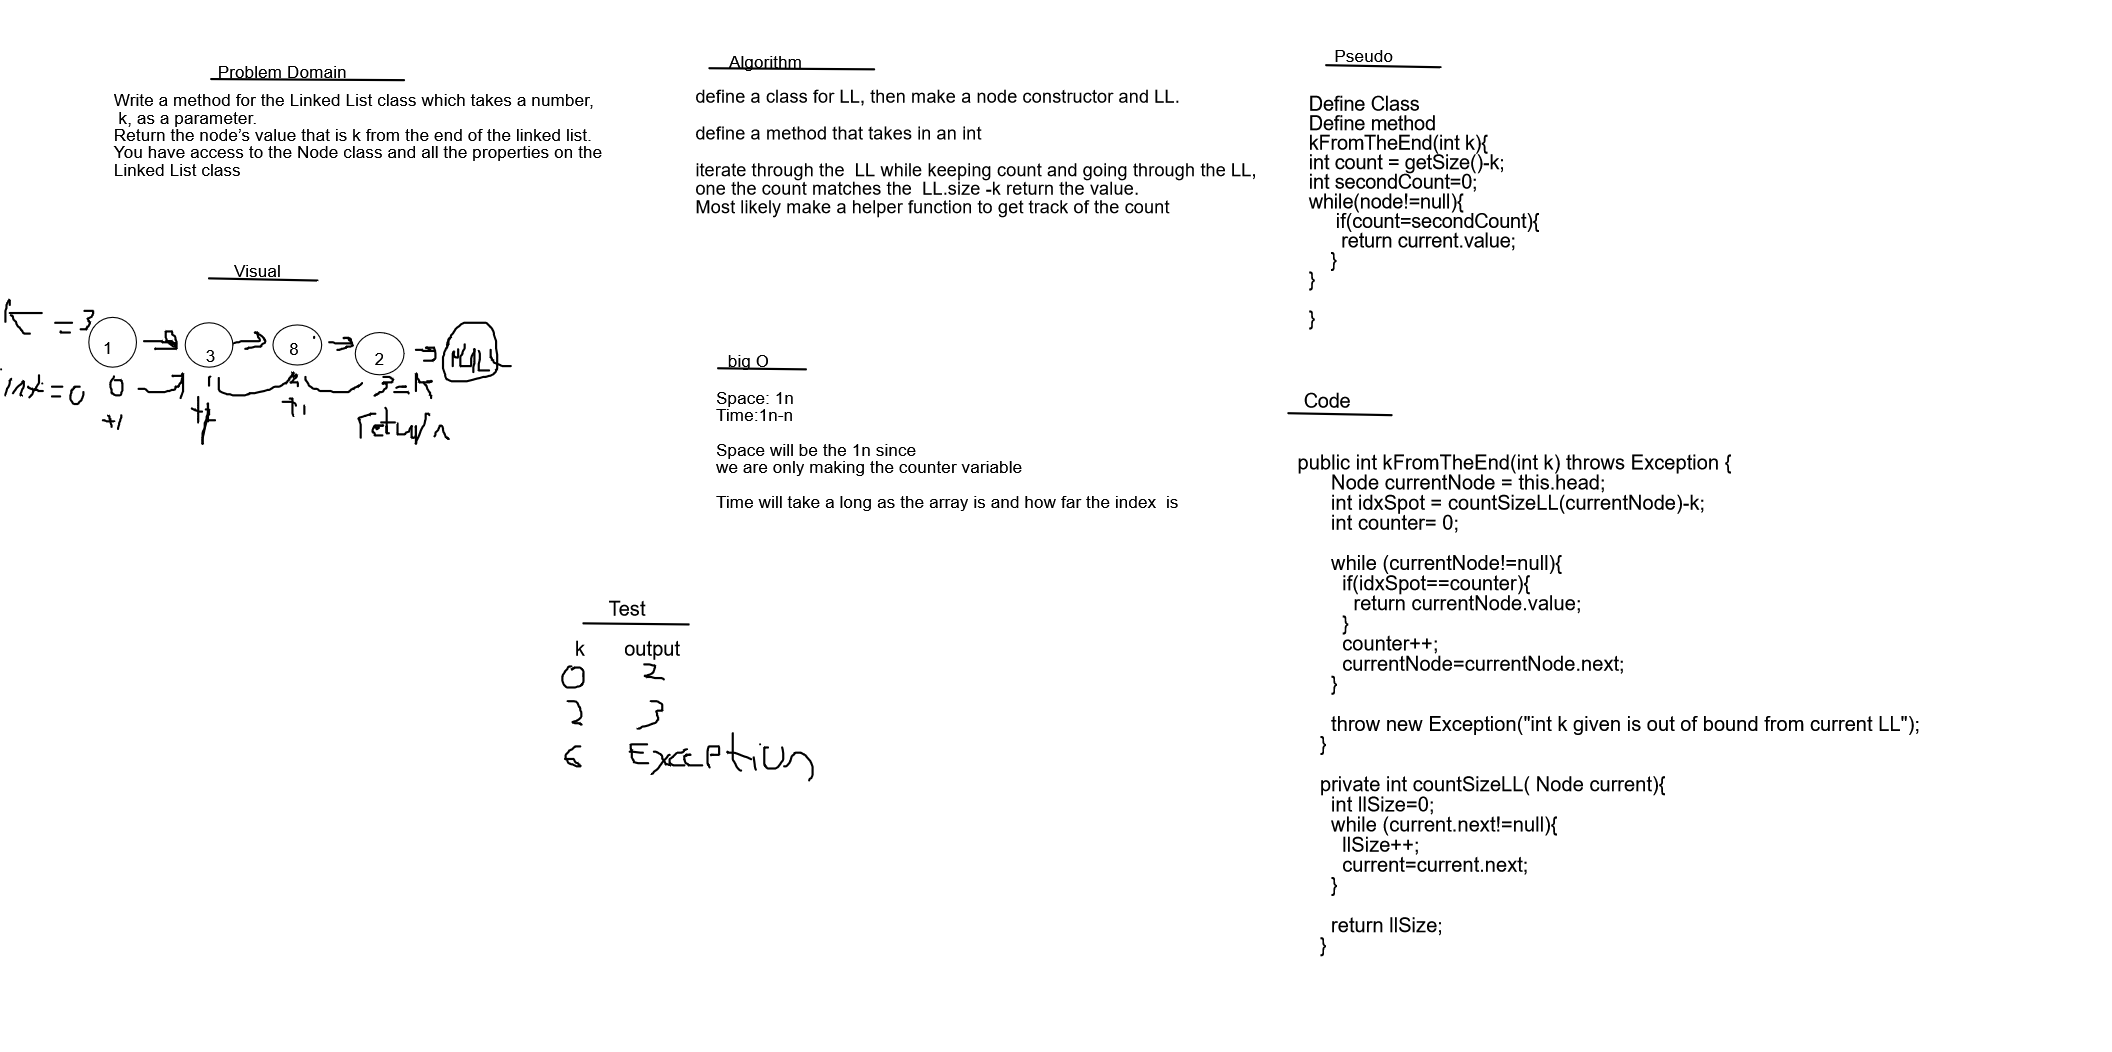 Problem Domain
Write a method for the Linked List class which takes a number,
k, as a parameter.
Return the node's value that is k from the end of the linked list.
You have access to the Node class and all the properties on the
Linked List class
Visual
K = 3
1
3
8
2
NULL
int = 0 0 1 2 3 = K
+1 +1 +1 return
Algorithm
define a class for LL, then make a node constructor and LL.
define a method that takes in an int
iterate through the  LL while keeping count and going through the LL,
one the count matches the  LL.size -k return the value.
Most likely make a helper function to get track of the count
big O
Space: 1n
Time:1n-n
Space will be the 1n since
we are only making the counter variable
Time will take a long as the array is and how far the index  is
Test
k output
0 2
2 3
6 Exception
Pseudo
Define Class
Define method
kFromTheEnd(int k){
int count = getSize()-k;
int secondCount=0;
while(node!=null){
if(count=secondCount){
return current.value;
}
}
}
Code
public int kFromTheEnd(int k) throws Exception {
Node currentNode = this.head;
int idxSpot = countSizeLL(currentNode)-k;
int counter= 0;
while (currentNode!=null){
if(idxSpot==counter){
return currentNode.value;
}
counter++;
currentNode=currentNode.next;
}
throw new Exception("int k given is out of bound from current LL");
}
private int countSizeLL( Node current){
int llSize=0;
while (current.next!=null){
llSize++;
current=current.next;
}
return llSize;
}